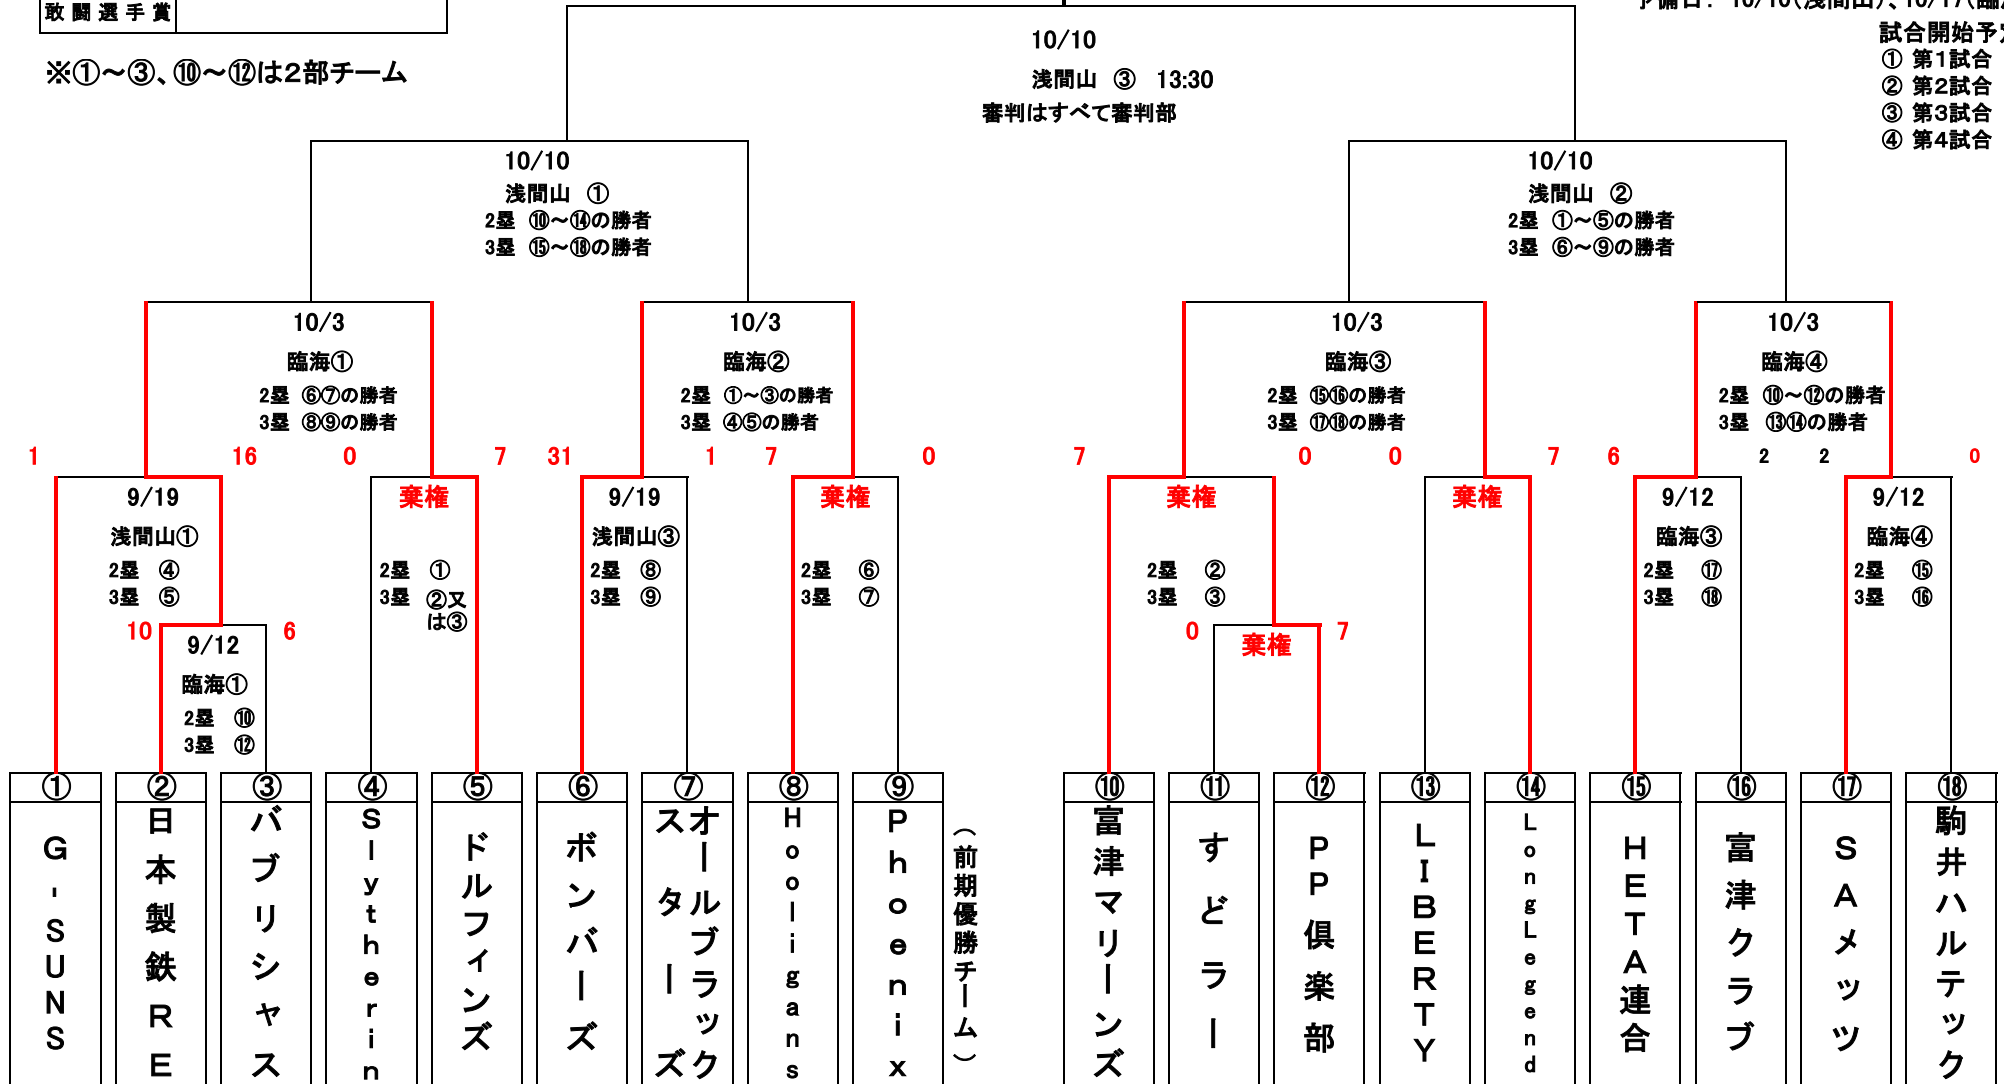 敢闘選手賞
※①～③、⑩～⑫は2部チーム
10/10
浅間山 ③ 13:30
審判はすべて審判部
試合開始予定
① 第1試合
② 第2試合
③ 第3試合
④ 第4試合
10/10
浅間山 ①
2塁 ⑩～⑭の勝者
3塁 ⑮～⑱の勝者
10/10
浅間山 ②
2塁 ①～⑤の勝者
3塁 ⑥～⑨の勝者
10/3
臨海①
2塁 ⑥⑦の勝者
3塁 ⑧⑨の勝者
10/3
臨海②
2塁 ①～③の勝者
3塁 ④⑤の勝者
10/3
臨海③
2塁 ⑮⑯の勝者
3塁 ⑰⑱の勝者
10/3
臨海④
2塁 ⑩～⑫の勝者
3塁 ⑬⑭の勝者
1 16 0 7 31 1 7 0 7 0 0 7 6 2 2 0
9/19
浅間山①
2塁 ④
3塁 ⑤
棄権
2塁 ①
3塁 ②又
は③
9/19
浅間山③
2塁 ⑧
3塁 ⑨
棄権
2塁 ⑥
3塁 ⑦
棄権
2塁 ②
3塁 ③
棄権
9/12
臨海③
2塁 ⑰
3塁 ⑱
9/12
臨海④
2塁 ⑮
3塁 ⑯
10 6
9/12
臨海①
2塁 ⑩
3塁 ⑫
0 7
棄権
① G-SUNS
② 日本製鉄RE
③ バブリシャス
④ Slytherin
⑤ ドルフィンズ
⑥ ボンバーズ
⑦ オールブラックスターズ
⑧ Hooligans
⑨ Phoenix
（前期優勝チーム）
⑩ 富津マリーンズ
⑪ すどラー
⑫ PP倶楽部
⑬ LIBERTY
⑭ LongLegend
⑮ HETA連合
⑯ 富津クラブ
⑰ SAメッツ
⑱ 駒井ハルテック